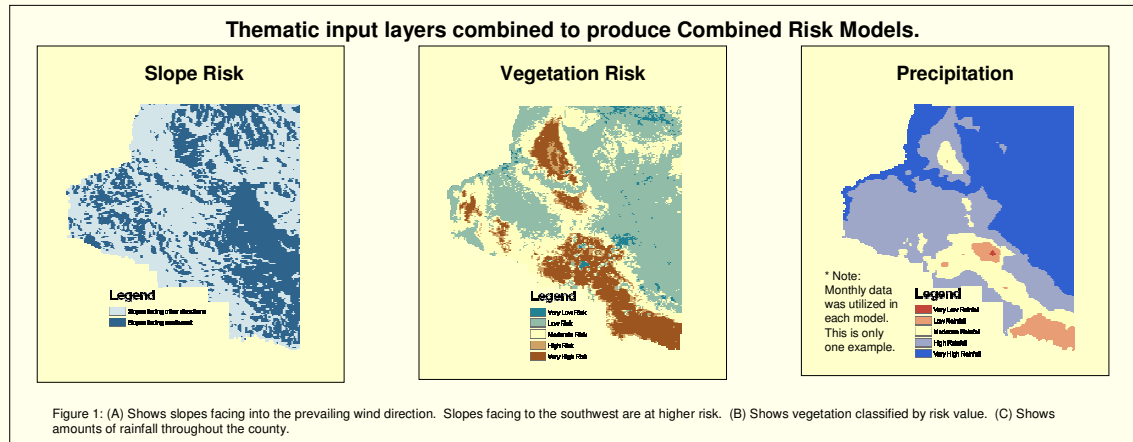 Thematic input layers combined to produce Combined Risk Models.
Slope Risk
Legend
Slopes facing other directions
Slopes facing southwest
Vegetation Risk
Legend
Very Low Risk
Low Risk
Moderate Risk
High Risk
Very High Risk
Precipitation
* Note:
Monthly data
was utilized in
each model.
This is only
one example.
Legend
Very Low Rainfall
Low Rainfall
Moderate Rainfall
High Rainfall
Very High Rainfall
Figure 1: (A) Shows slopes facing into the prevailing wind direction. Slopes facing to the southwest are at higher risk. (B) Shows vegetation classified by risk value. (C) Shows
amounts of rainfall throughout the county.